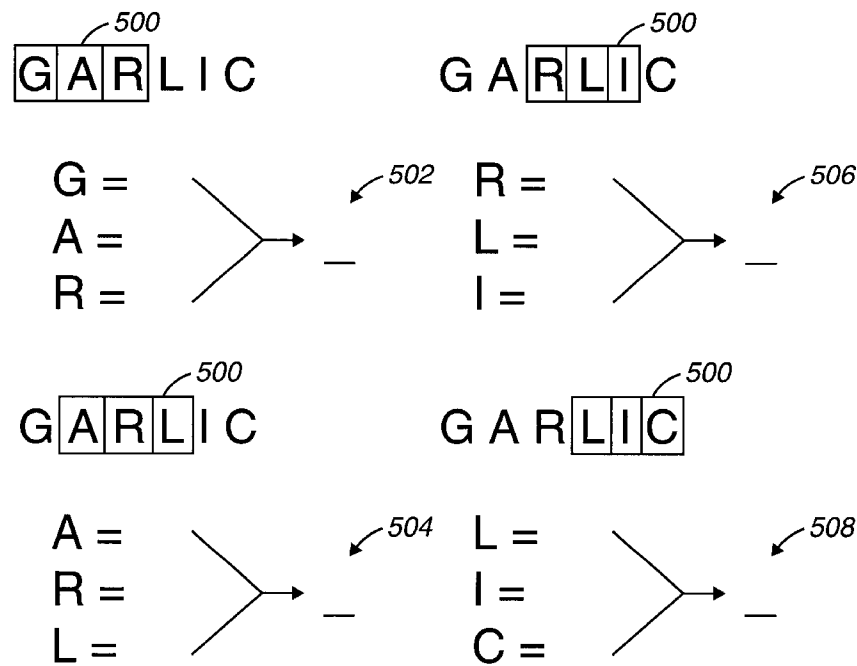 500
GARLIC
G =
A =
R =
502
_
500
GARLIC
R =
L =
I =
506
_
500
GARLIC
A =
R =
L =
504
_
500
GARLIC
L =
I =
C =
508
_